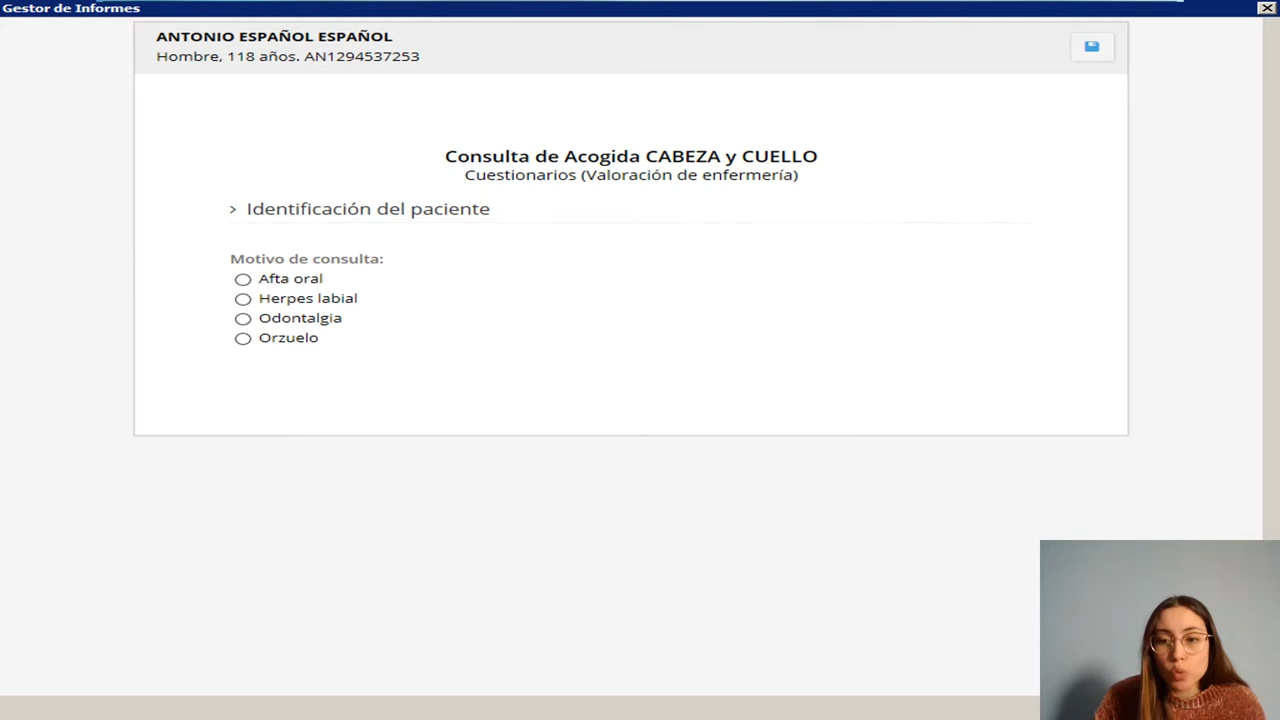 Gestor de Informes
ANTONIO ESPAÑOL ESPAÑOL
Hombre, 118 años. AN1294537253
Consulta de Acogida CABEZA y CUELLO
Cuestionarios (Valoración de enfermería)
> Identificación del paciente
Motivo de consulta:
Afta oral
Herpes labial
Odontalgia
Orzuelo